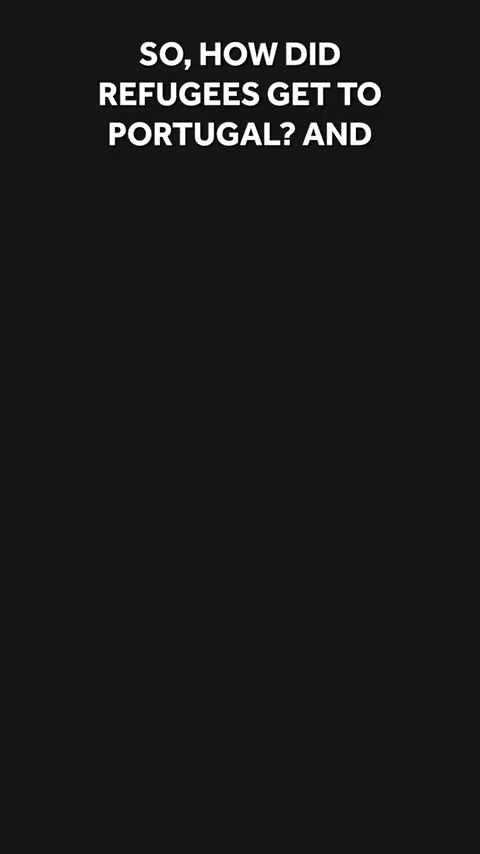 SO, HOW DID
REFUGEES GET TO
PORTUGAL? AND